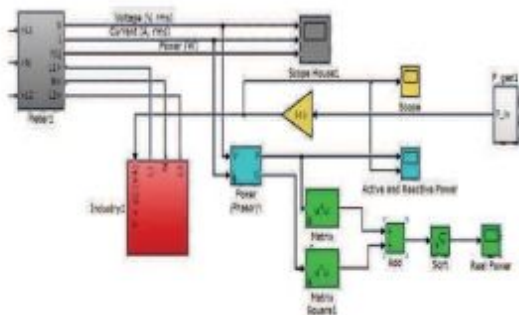 Voltage (V, rms)
Current (A, rms)
Power (W)
Meter1
Scope House1
Scope
Industry1
Power
(Phasor)
Active and Reactive Power
Matrix
Matrix
Square1
Add
Sqrt
Real Power